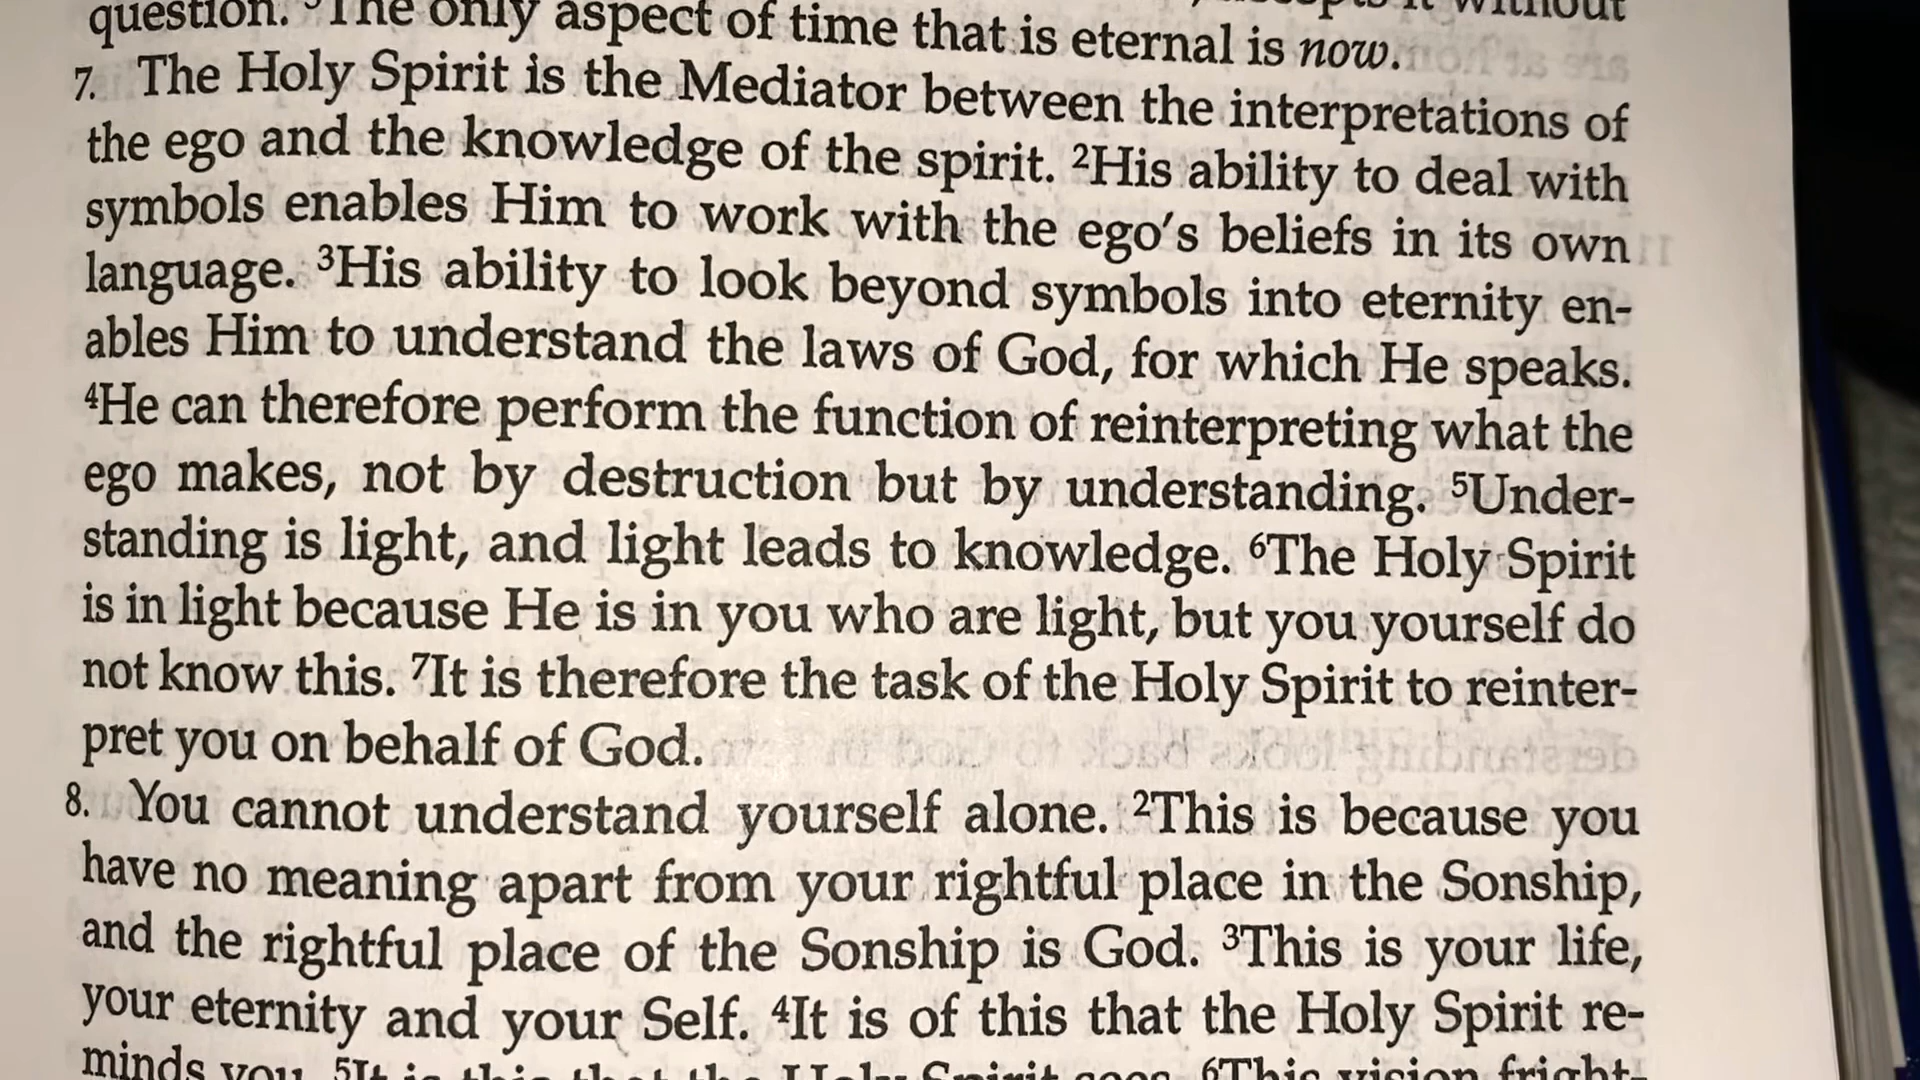 question. ⁵The only aspect of time that is eternal is now.
7. The Holy Spirit is the Mediator between the interpretations of
the ego and the knowledge of the spirit. ²His ability to deal with
symbols enables Him to work with the ego's beliefs in its own
language. ³His ability to look beyond symbols into eternity en-
ables Him to understand the laws of God, for which He speaks.
⁴He can therefore perform the function of reinterpreting what the
ego makes, not by destruction but by understanding. ⁵Under-
standing is light, and light leads to knowledge. ⁶The Holy Spirit
is in light because He is in you who are light, but you yourself do
not know this. ⁷It is therefore the task of the Holy Spirit to reinter-
pret you on behalf of God.
8. You cannot understand yourself alone. ²This is because you
have no meaning apart from your rightful place in the Sonship,
and the rightful place of the Sonship is God. ³This is your life,
your eternity and your Self. ⁴It is of this that the Holy Spirit re-
minds you. ⁵It is this that the Holy Spirit sees. ⁶This vision fright-